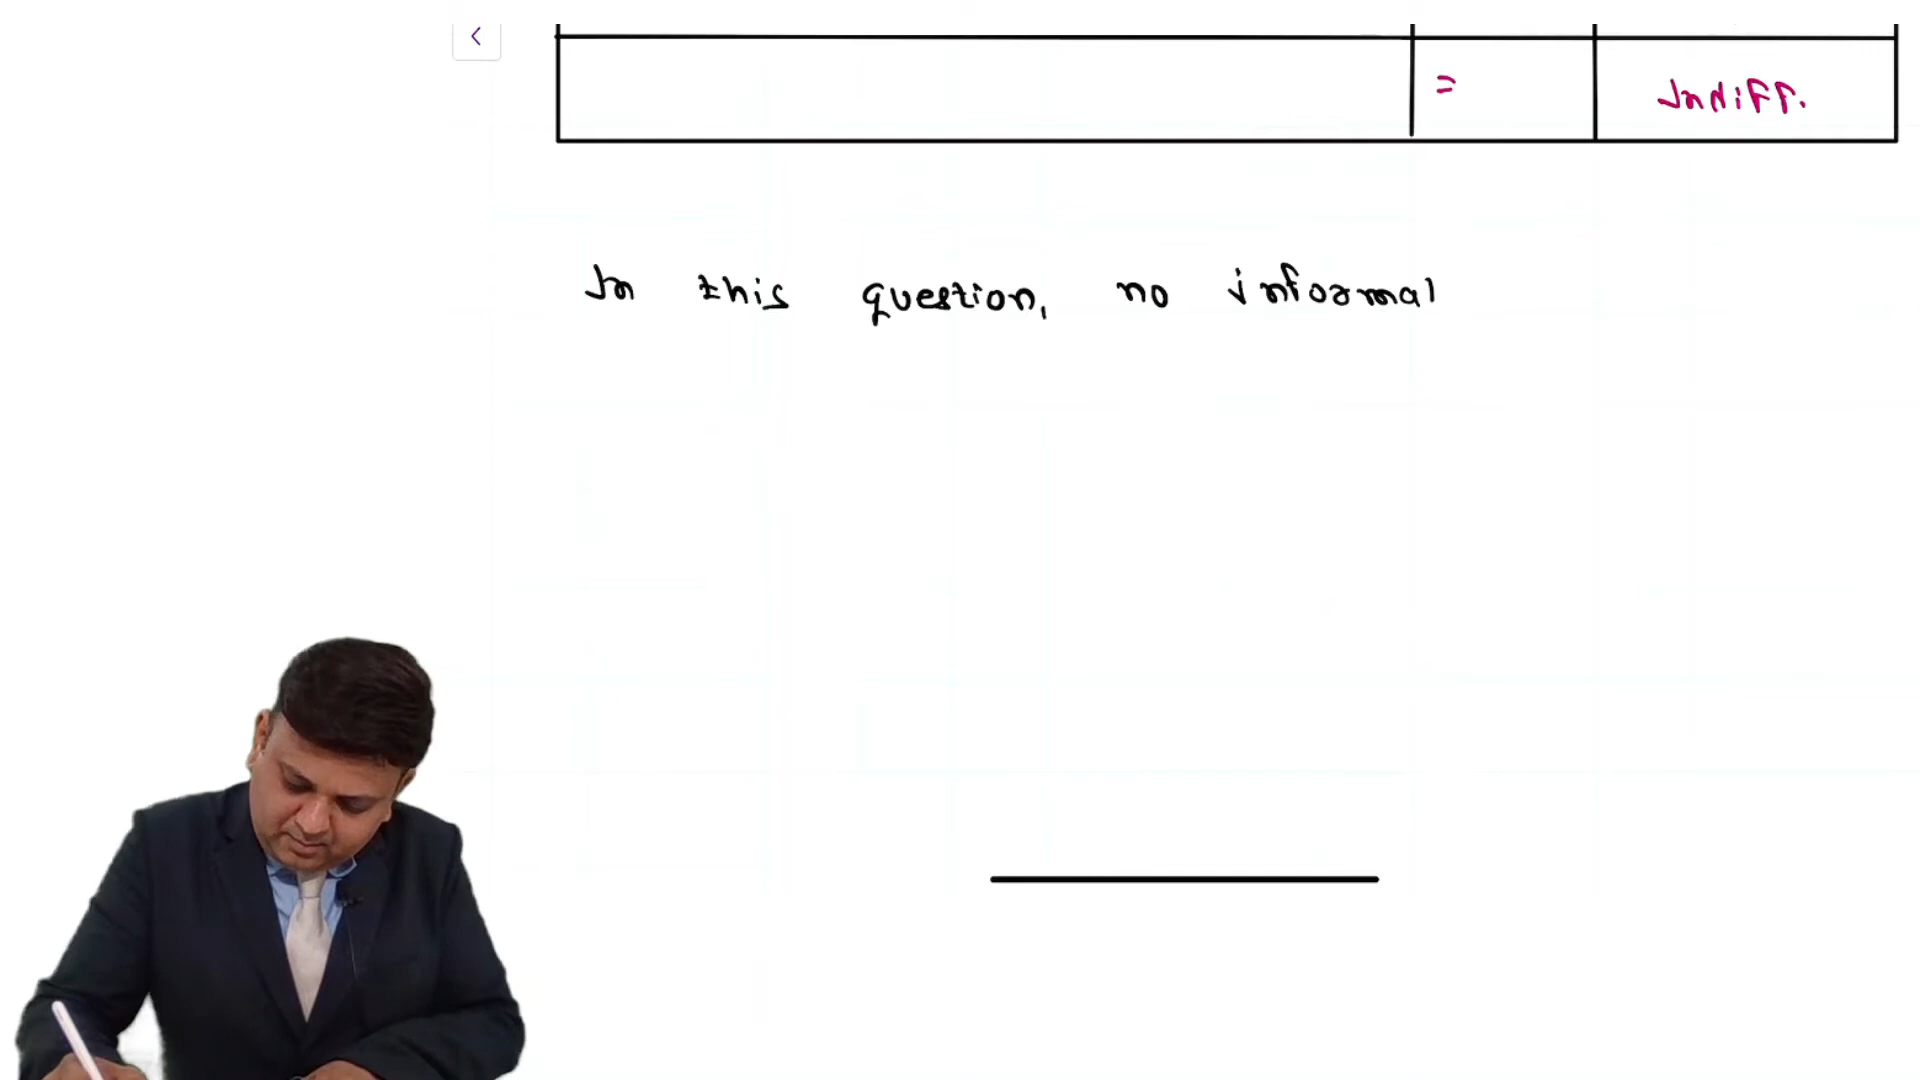 = Indiff.
In this question, no informal